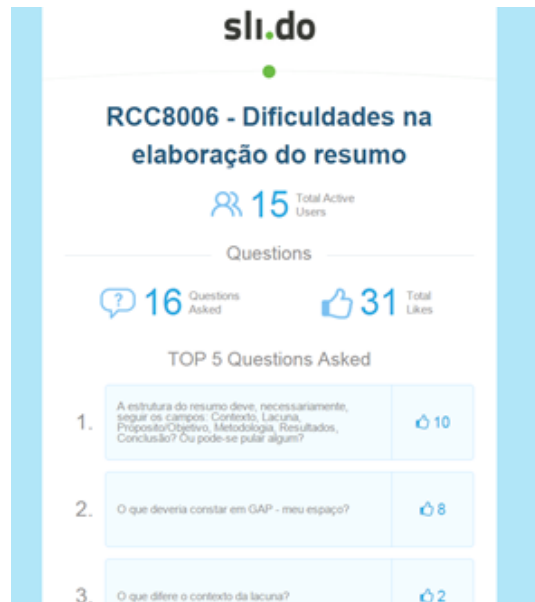 slı.do
RCC8006 - Dificuldades na
elaboração do resumo
15 Total Active
Users
Questions
16 Questions
Asked
31 Total
Likes
TOP 5 Questions Asked
1.
A estrutura do resumo deve, necessariamente,
seguir os campos: Contexto, Lacuna,
Proposito/Objetivo, Metodologia, Resultados,
Conclusão? Ou pode-se pular algum?
10
2.
O que deveria constar em GAP - meu espaço?
8
3.
O que difere o contexto da lacuna?
2